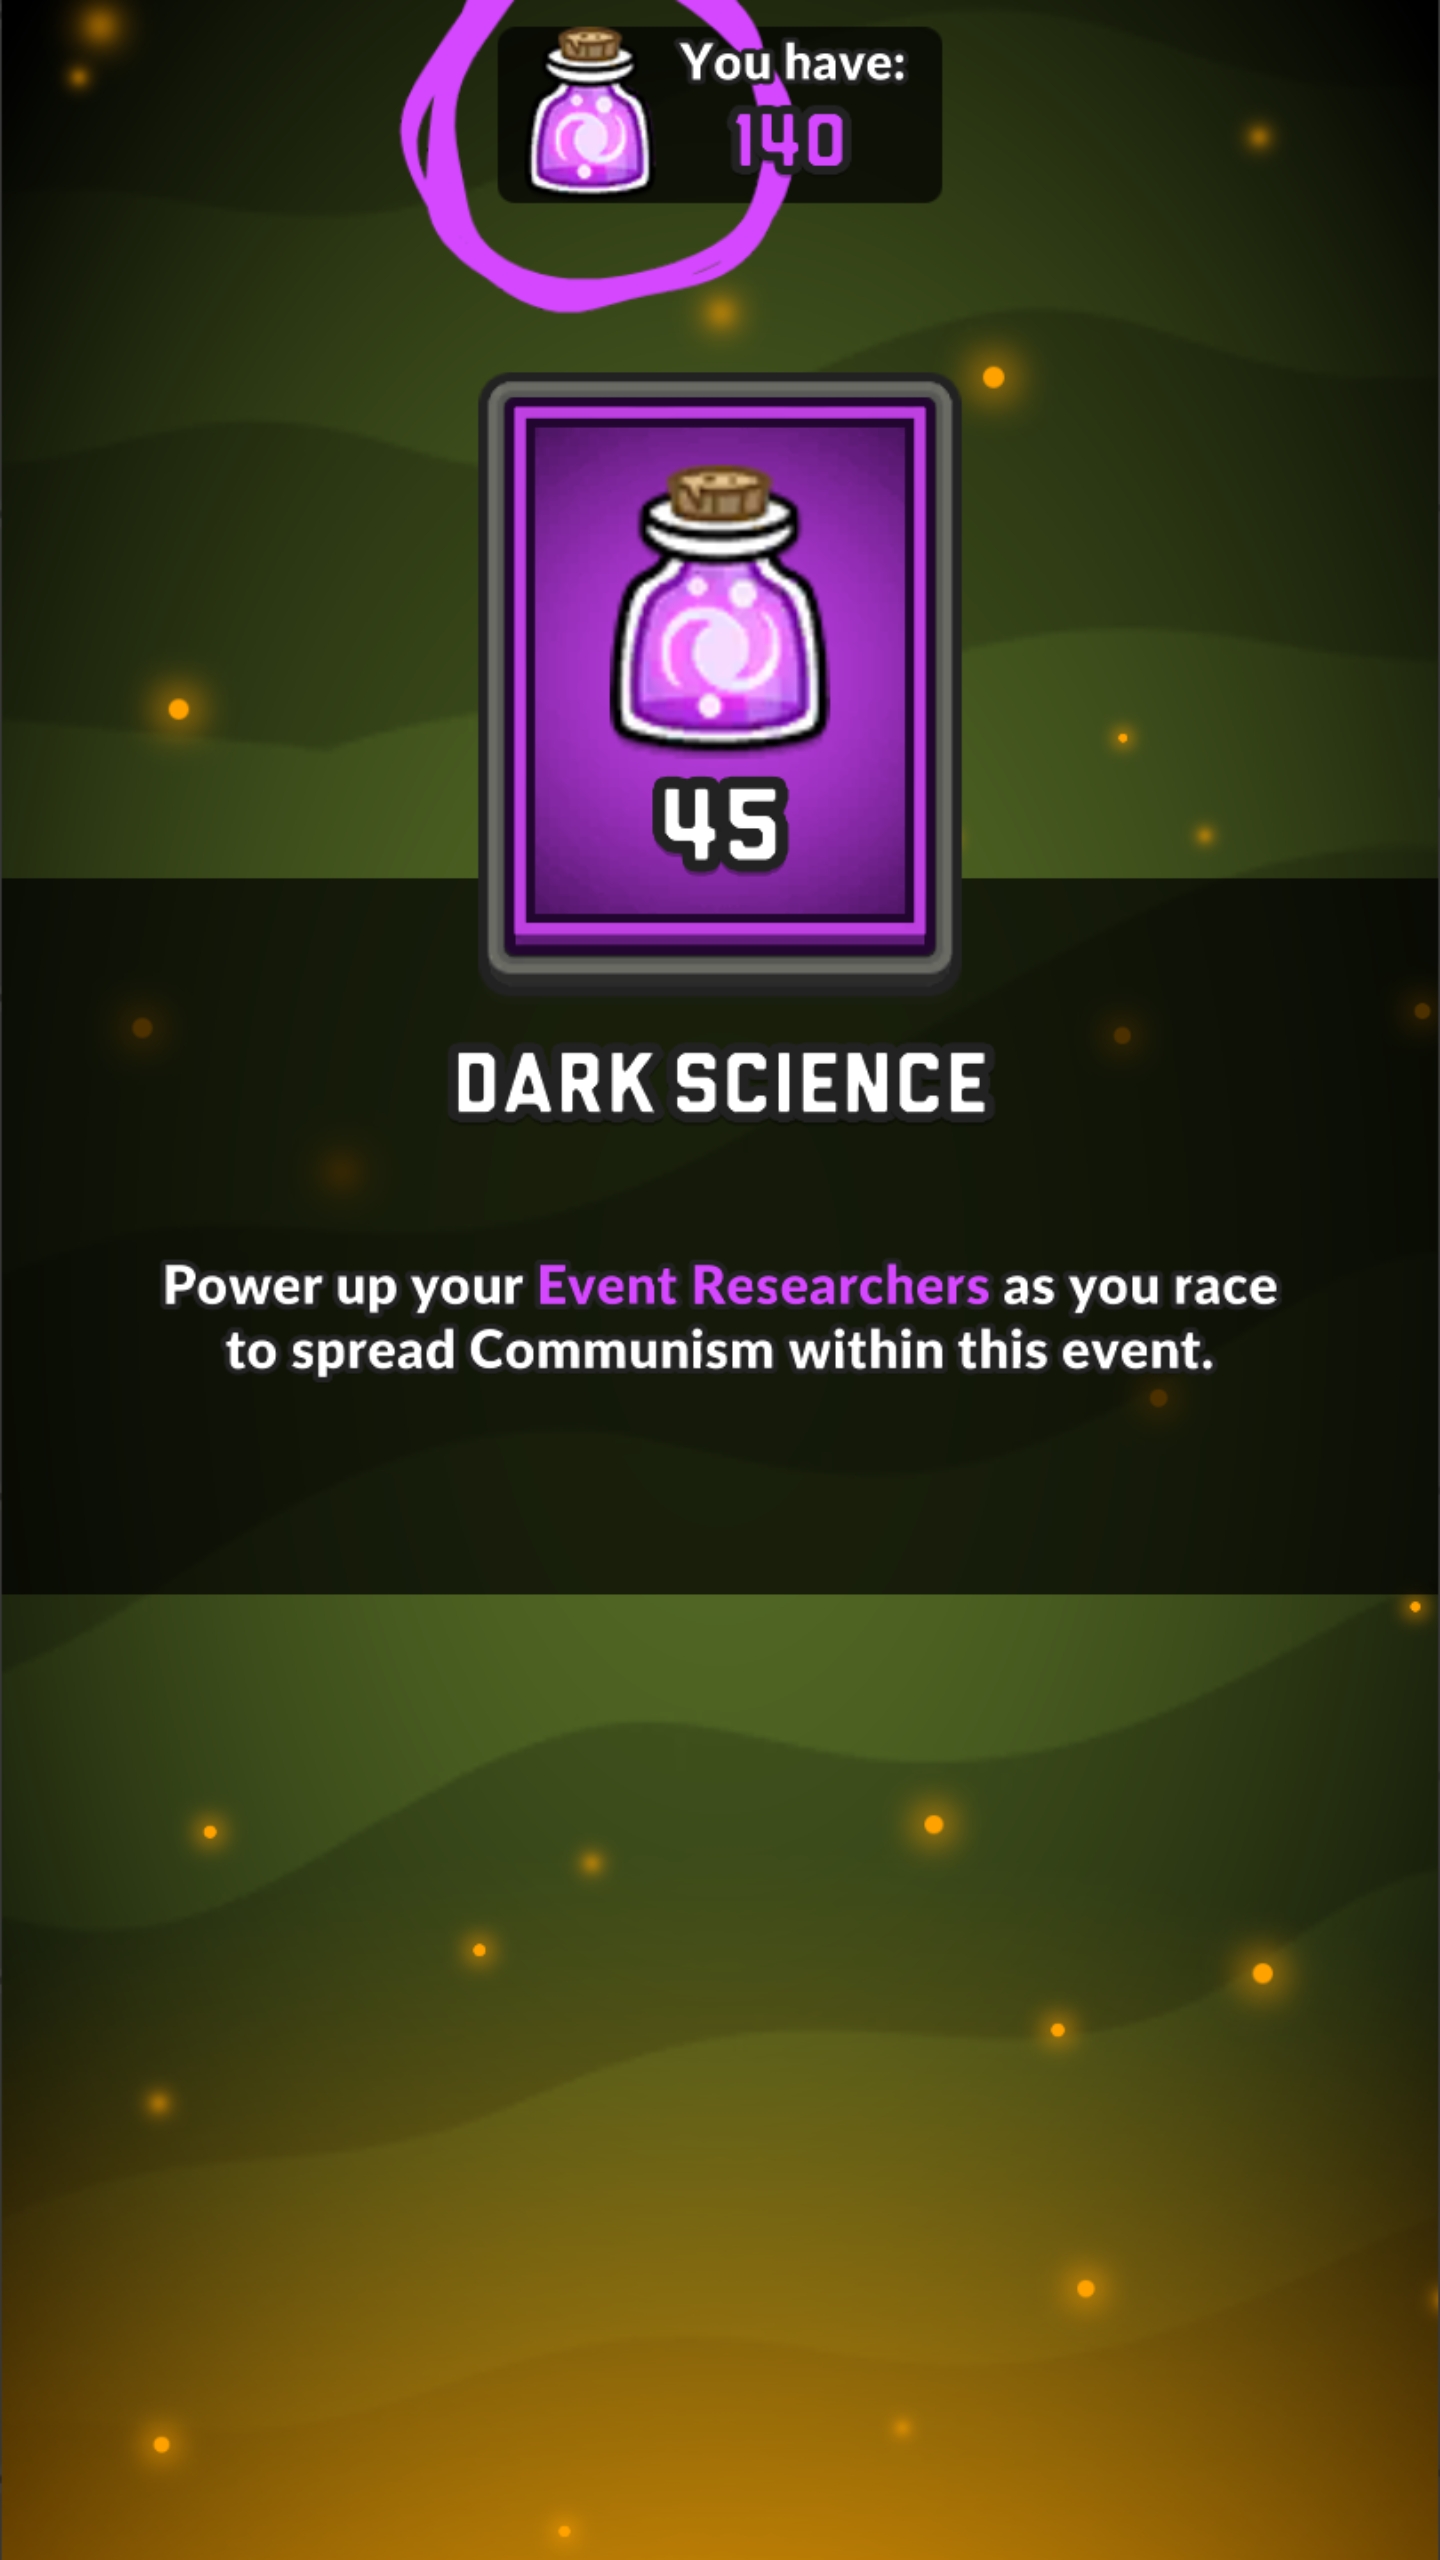 You have:
140
45
DARK SCIENCE
Power up your Event Researchers as you race
to spread Communism within this event.